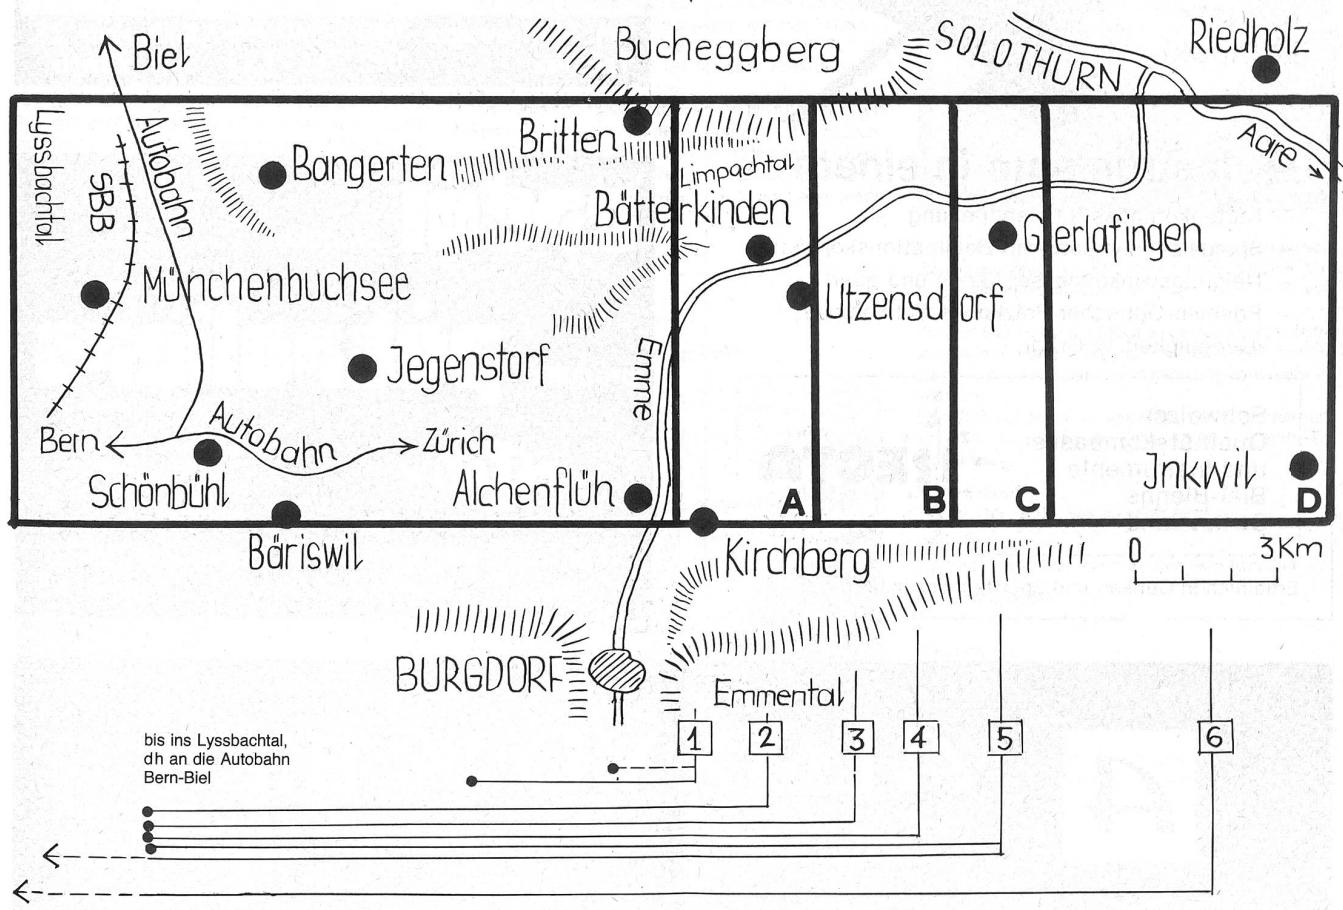 Bucheggberg
SOLOTHURN
Riedholz
Biel
Lyssbachtal
SBB
Autobahn
Britten
Bangerten
Limpachtal
Aare
Bätterkinden
Gerlafingen
Münchenbuchsee
Utzensdorf
Jegenstorf
Emme
Bern
Autobahn
Zürich
Schönbühl
Alchenflüh
Jnkwil
A
B
C
D
Bäriswil
Kirchberg
0 3Km
BURGDORF
Emmental
1 2 3 4 5 6
bis ins Lyssbachtal,
dh an die Autobahn
Bern-Biel